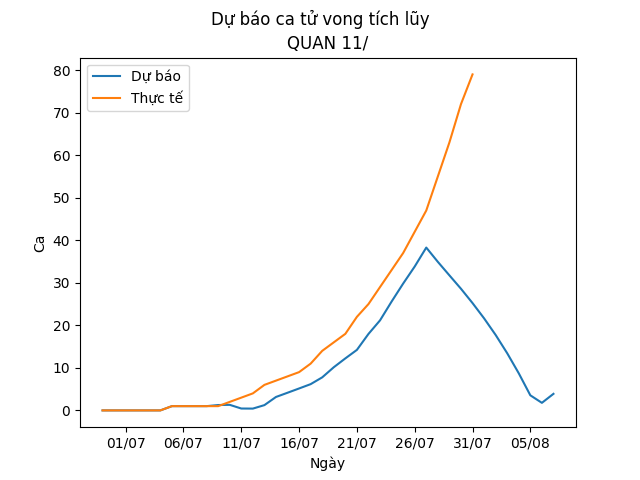 Dự báo ca tử vong tích lũy
QUAN 11/
Dự báo
Thực tế
80
70
60
50
40
30
20
10
0
Ca
01/07 06/07 11/07 16/07 21/07 26/07 31/07 05/08
Ngày